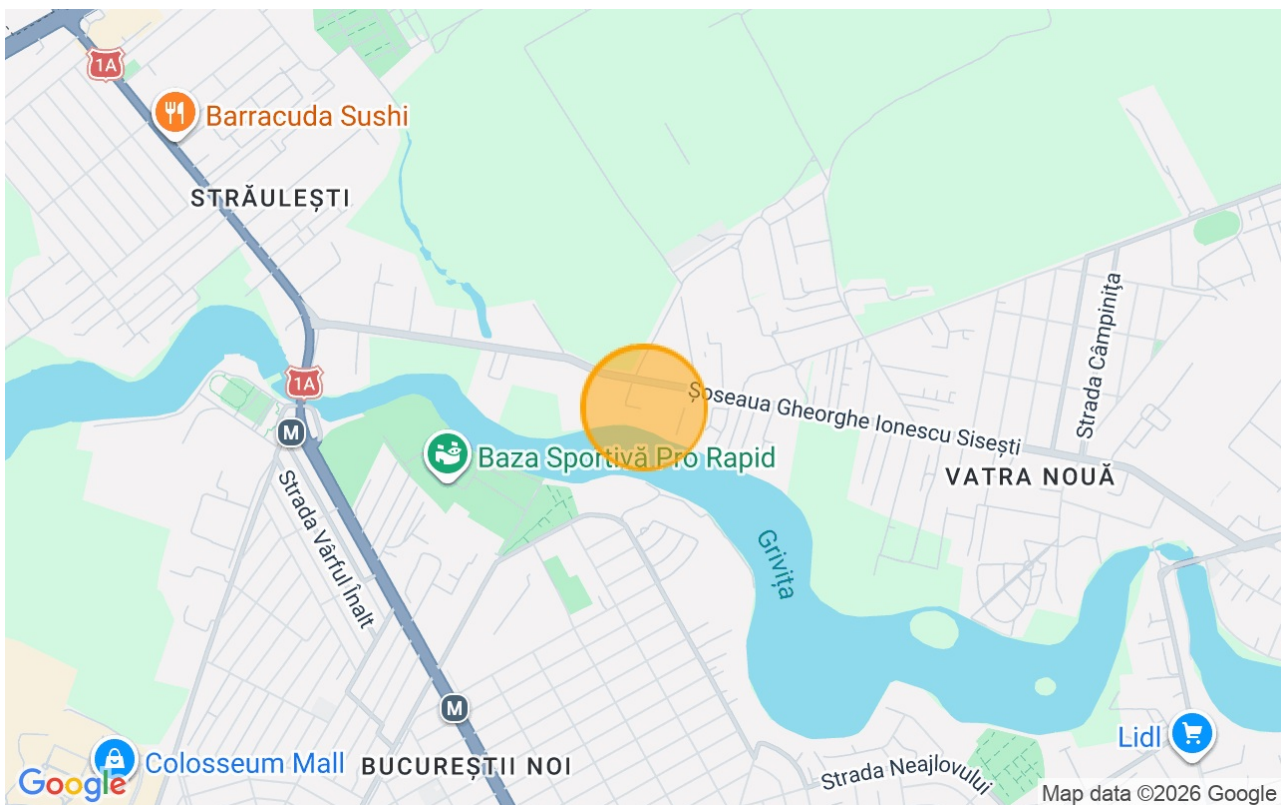 1A
Barracuda Sushi
STRĂULEȘTI
Strada Câmpinița
1A
Șoseaua Gheorghe Ionescu Sisești
M
Baza Sportivă Pro Rapid
VATRA NOUĂ
Strada Vârful Înalt
Grivița
M
Lidl
Colosseum Mall
BUCUREȘTII NOI
Strada Neajlovului
Google
Map data ©2026 Google